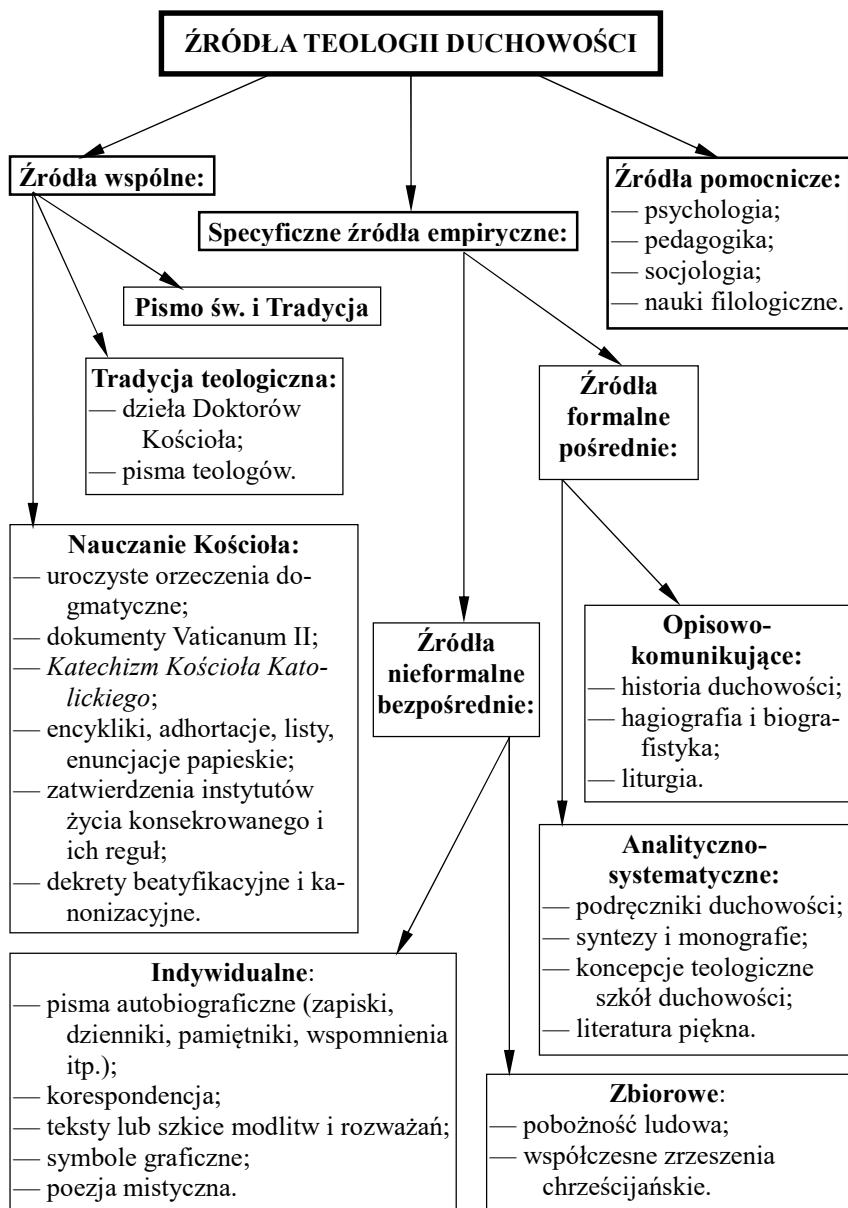 ŹRÓDŁA TEOLOGII DUCHOWOŚCI
Źródła wspólne:
Specyficzne źródła empiryczne:
Źródła pomocnicze:
— psychologia;
— pedagogika;
— socjologia;
— nauki filologiczne.
Pismo św. i Tradycja
Tradycja teologiczna:
— dzieła Doktorów
Kościoła;
— pisma teologów.
Źródła
formalne
pośrednie:
Nauczanie Kościoła:
— uroczyste orzeczenia do-
gmatyczne;
— dokumenty Vaticanum II;
— Katechizm Kościoła Kato-
lickiego;
— encykliki, adhortacje, listy,
enuncjacje papieskie;
— zatwierdzenia instytutów
życia konsekrowanego i
ich reguł;
— dekrety beatyfikacyjne i ka-
nonizacyjne.
Źródła
nieformalne
bezpośrednie:
Opisowo-
komunikujące:
— historia duchowości;
— hagiografia i biogra-
fistyka;
— liturgia.
Analityczno-
systematyczne:
— podręczniki duchowości;
— syntezy i monografie;
— koncepcje teologiczne
szkół duchowości;
— literatura piękna.
Indywidualne:
— pisma autobiograficzne (zapiski,
dzienniki, pamiętniki, wspomnienia
itp.);
— korespondencja;
— teksty lub szkice modlitw i rozważań;
— symbole graficzne;
— poezja mistyczna.
Zbiorowe:
— pobożność ludowa;
— współczesne zrzeszenia
chrześcijańskie.